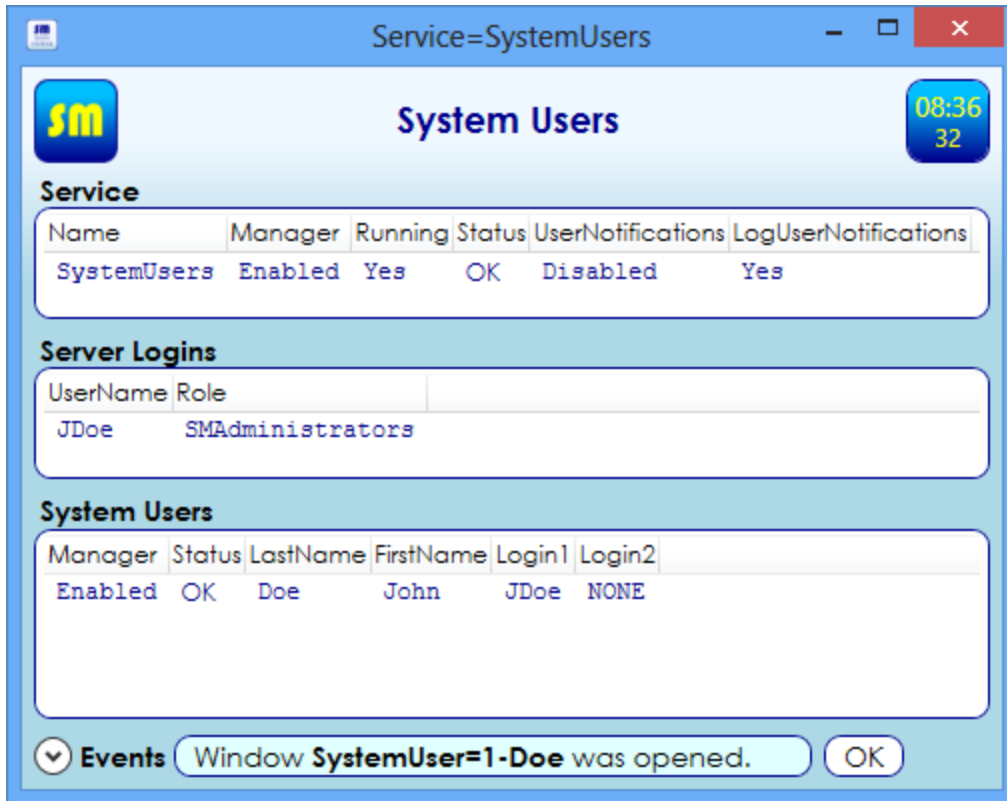 Service=SystemUsers
sm
System Users
08:36
32
Service
Name Manager Running Status UserNotifications LogUserNotifications
SystemUsers Enabled Yes OK Disabled Yes
Server Logins
UserName Role
JDoe SMAdministrators
System Users
Manager Status LastName FirstName Login1 Login2
Enabled OK Doe John JDoe NONE
Events Window SystemUser=1-Doe was opened. OK